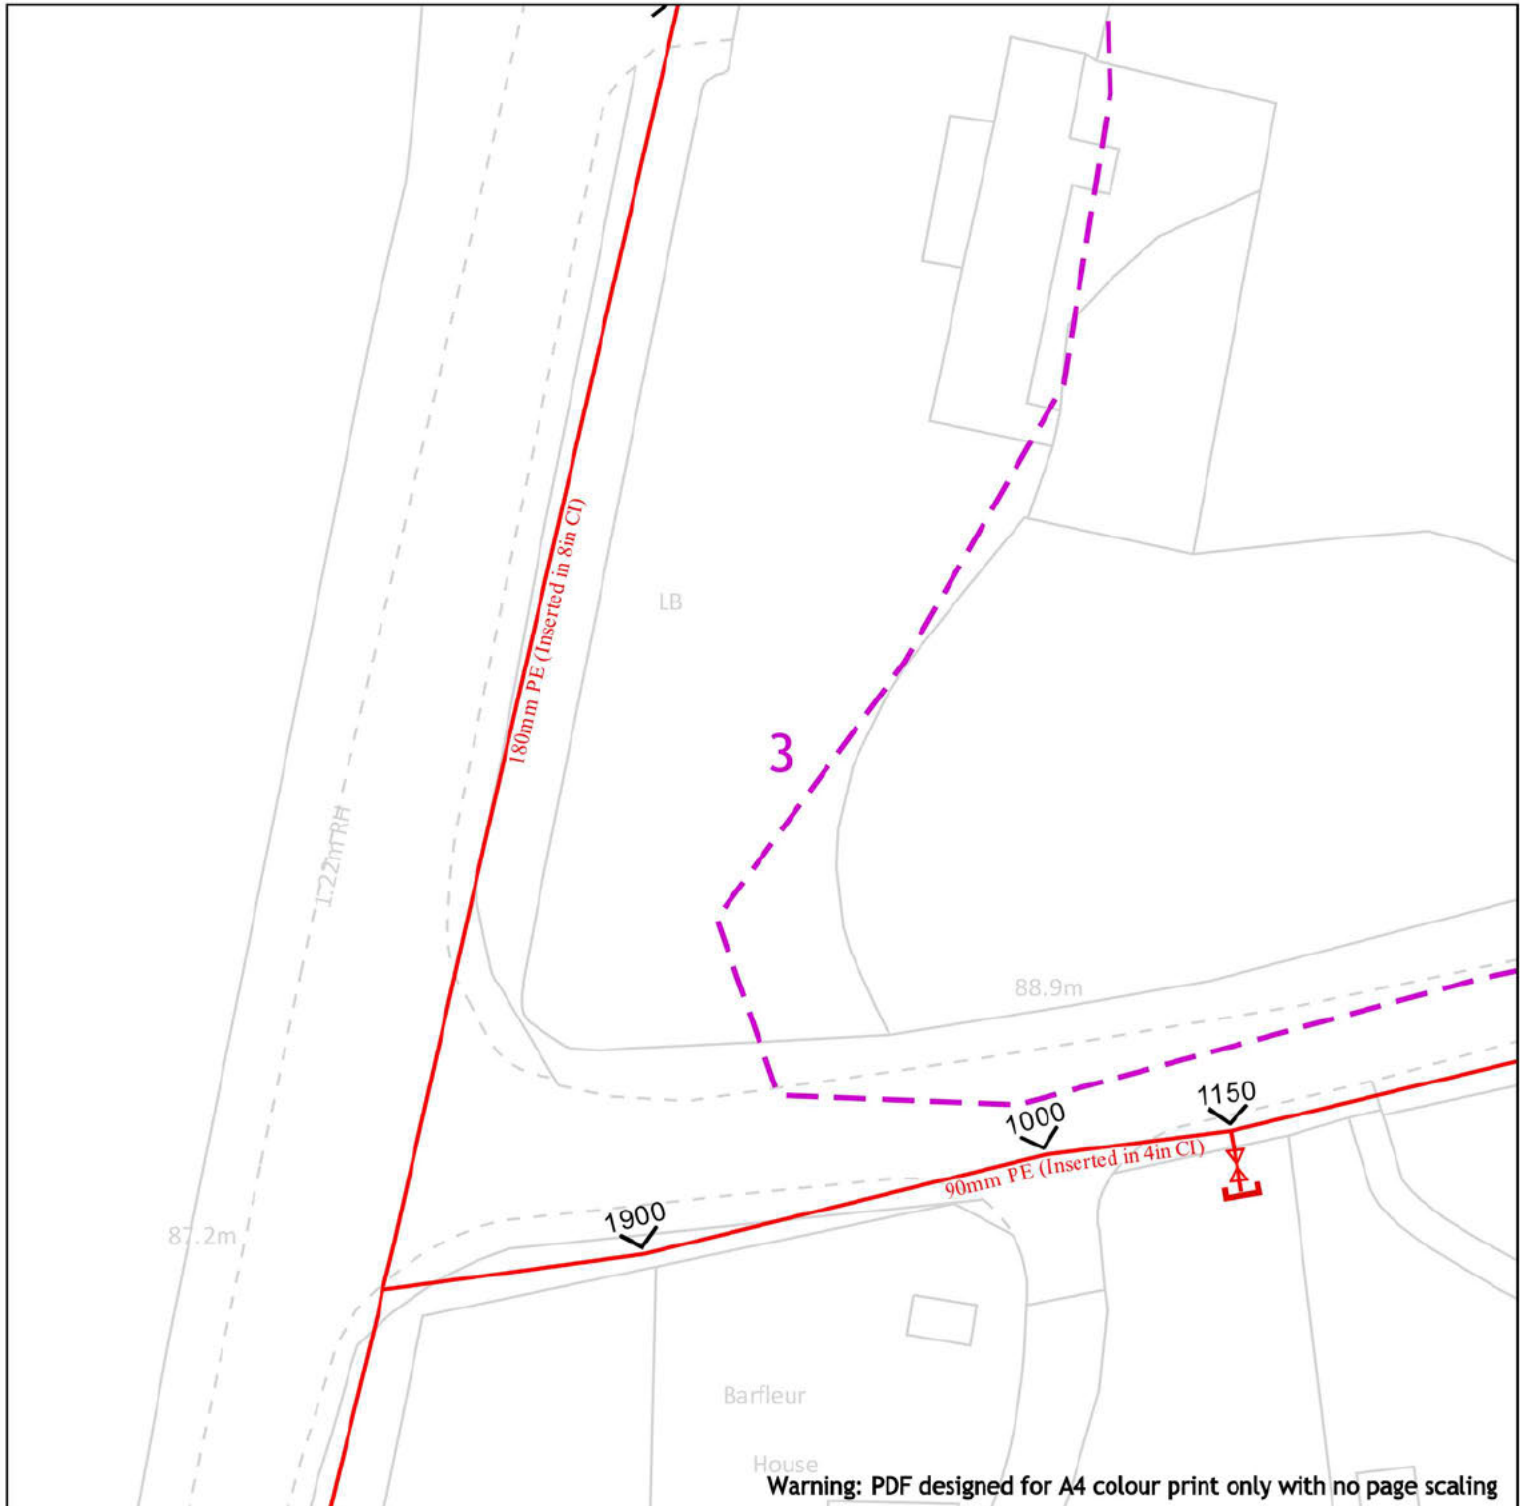 180mm PE (Inserted in 8in CI)
LB
3
1.22m RH
88.9m
1150
1000
90mm PE (Inserted in 4in CI)
1900
87.2m
Barfleur
House
Warning: PDF designed for A4 colour print only with no page scaling